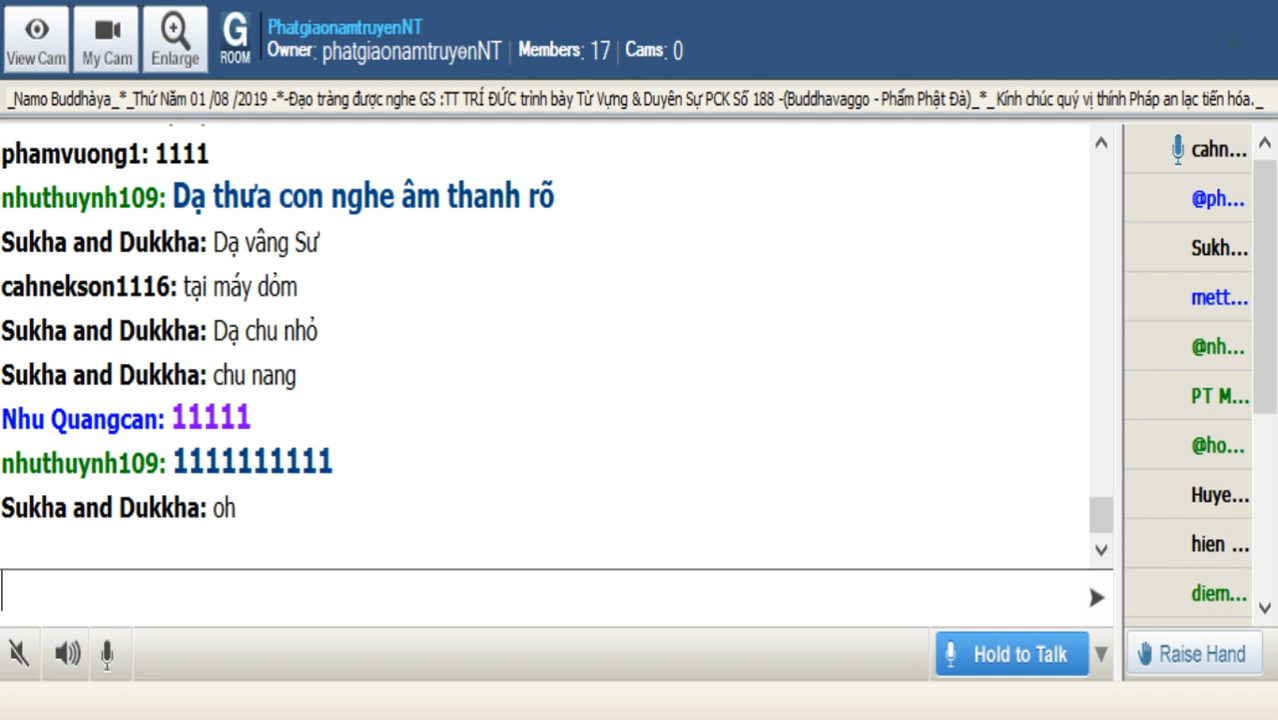 View Cam
My Cam
Enlarge
G
ROOM
PhatgiaonamtruyenNT
Owner: phatgiaonamtruyenNT | Members: 17 | Cams: 0
_Namo Buddhàya_*_Thứ Năm 01 /08 /2019 -*-Đạo tràng được nghe GS :TT TRÍ ĐỨC trình bày Từ Vựng & Duyên Sự PCK Số 188 -(Buddhavaggo - Phẩm Phật Đà)_*_ Kính chúc quý vị thính Pháp an lạc tiến hóa._
phamvuong1: 1111
nhuthuynh109: Dạ thưa con nghe âm thanh rõ
Sukha and Dukkha: Dạ vâng Sư
cahnekson1116: tại máy dỏm
Sukha and Dukkha: Dạ chu nhỏ
Sukha and Dukkha: chu nang
Nhu Quangcan: 11111
nhuthuynh109: 1111111111
Sukha and Dukkha: oh
cahn...
@ph...
Sukh...
mett...
@nh...
PT M...
@ho...
Huye...
hien ...
diem...
Hold to Talk
Raise Hand